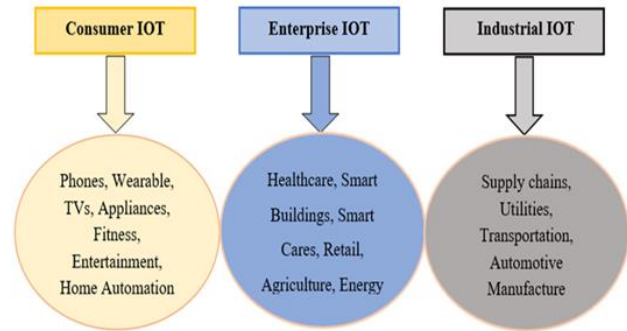 Consumer IOT
Enterprise IOT
Industrial IOT
Phones, Wearable,
TVs, Appliances,
Fitness,
Entertainment,
Home Automation
Healthcare, Smart
Buildings, Smart
Cares, Retail,
Agriculture, Energy
Supply chains,
Utilities,
Transportation,
Automotive
Manufacture